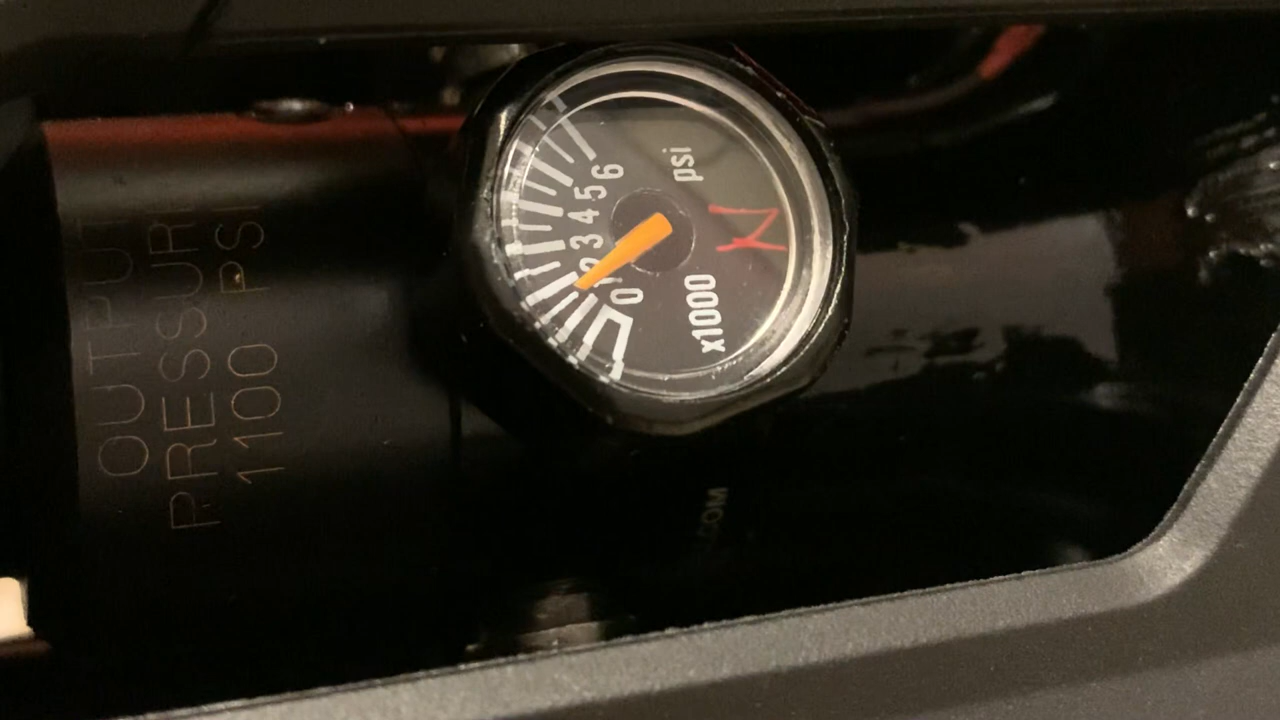 OUTPUT
PRESSURE
1100 PSI
0 1 2 3 4 5 6
psi
x1000